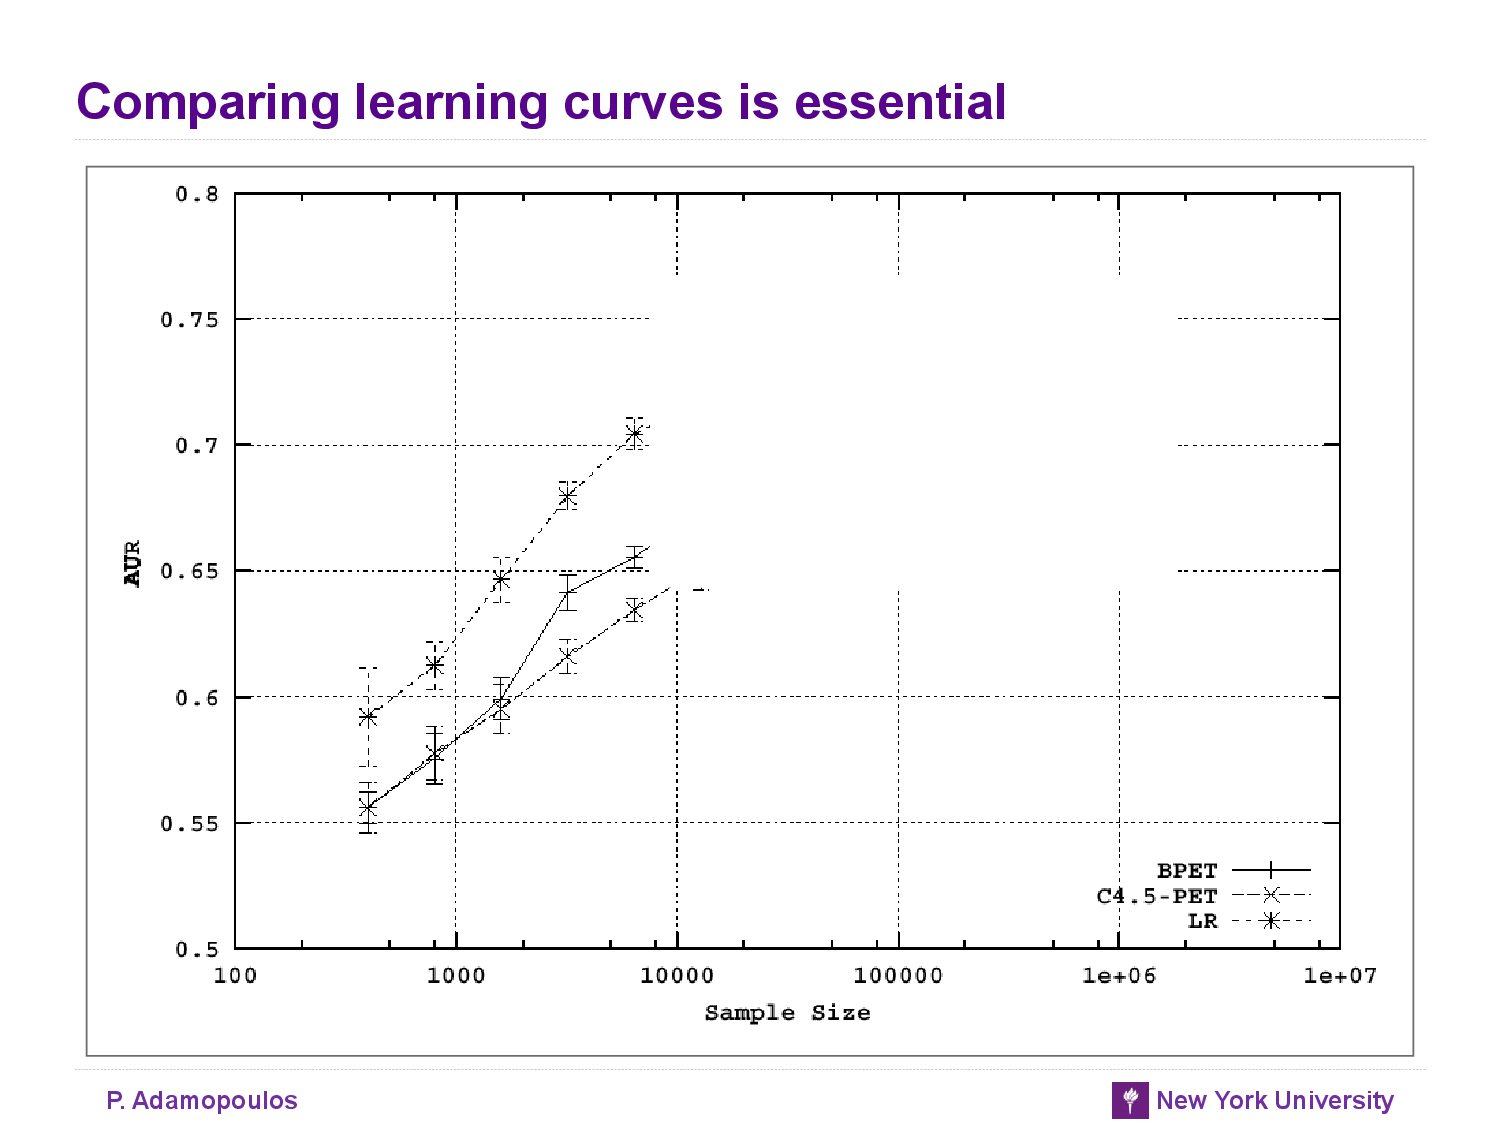 Comparing learning curves is essential
0.8
0.75
0.7
0.65
0.6
0.55
0.5
AUR
100 1000 10000 100000 1e+06 1e+07
Sample Size
BPET
C4.5-PET
LR
P. Adamopoulos
New York University